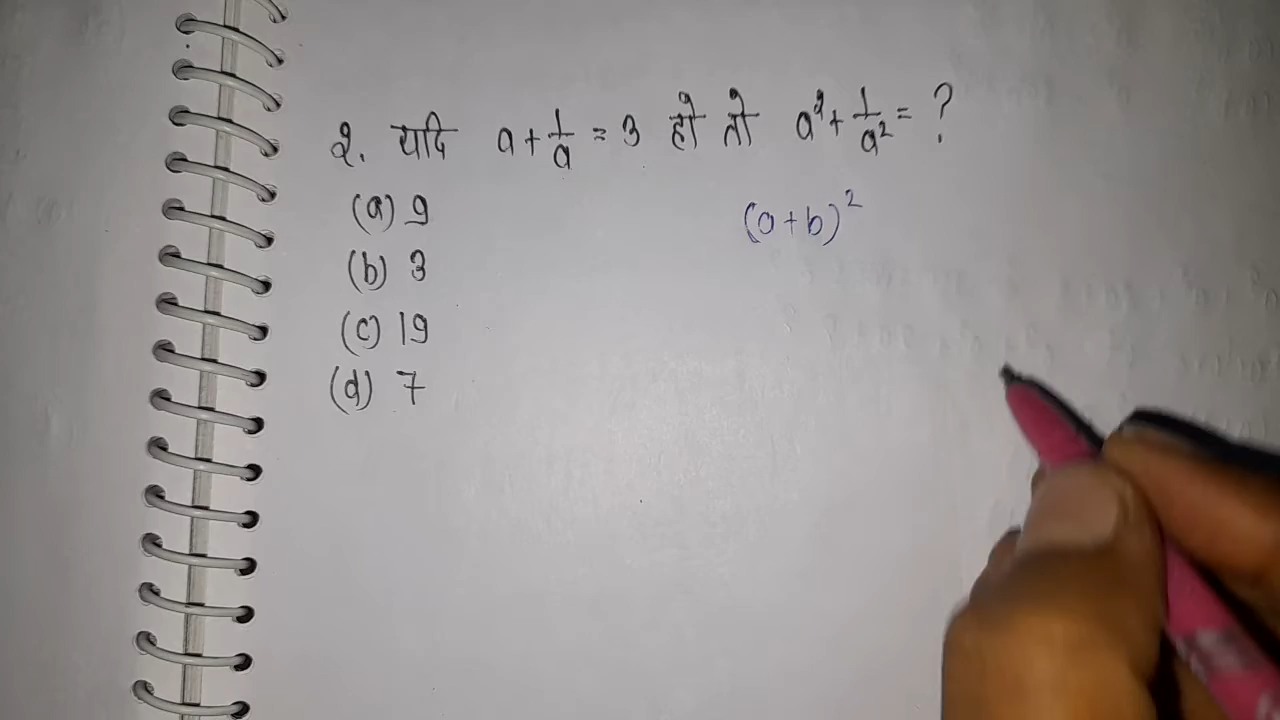 2. यदि a + 1/a = 3 हो तो a² + 1/a² = ?
(a) 9
(b) 3
(c) 19
(d) 7
(a+b)²